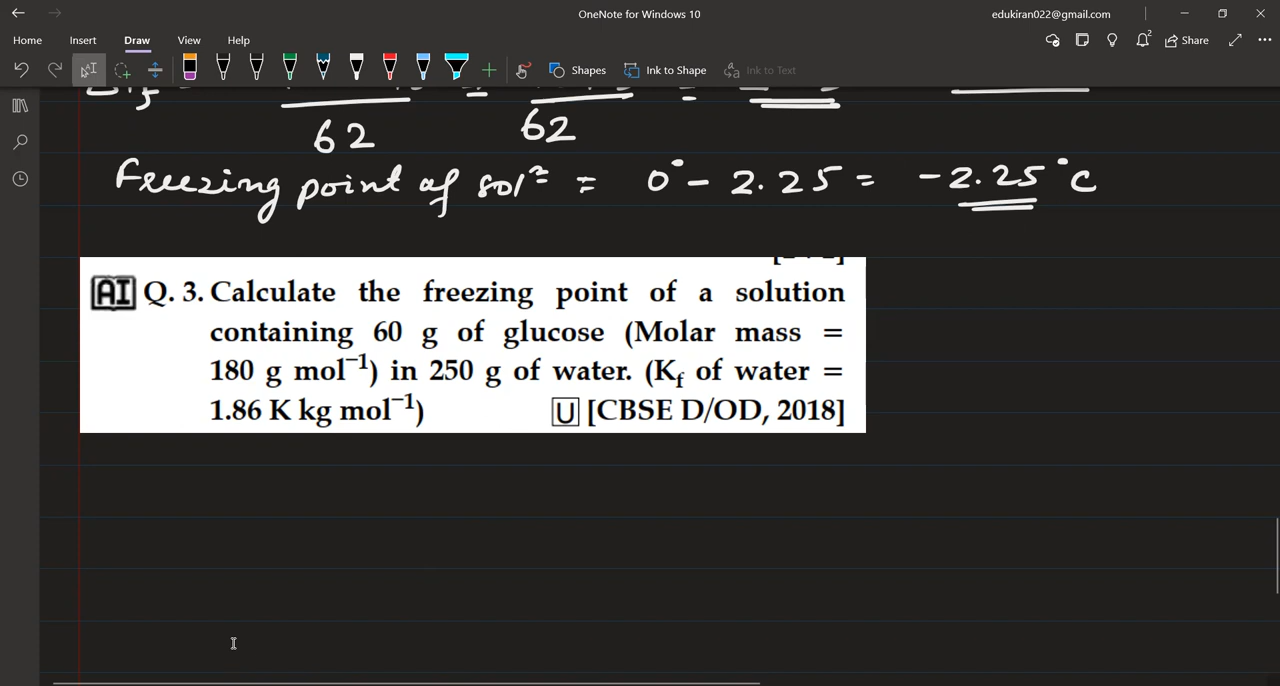 OneNote for Windows 10
edukiran022@gmail.com
Home Insert Draw View Help
Share
Shapes Ink to Shape Ink to Text
62 62
Freezing point of solⁿ = 0° - 2.25 = -2.25°C
AI Q. 3. Calculate the freezing point of a solution
containing 60 g of glucose (Molar mass =
180 g mol⁻¹) in 250 g of water. (K_f of water =
1.86 K kg mol⁻¹) U [CBSE D/OD, 2018]